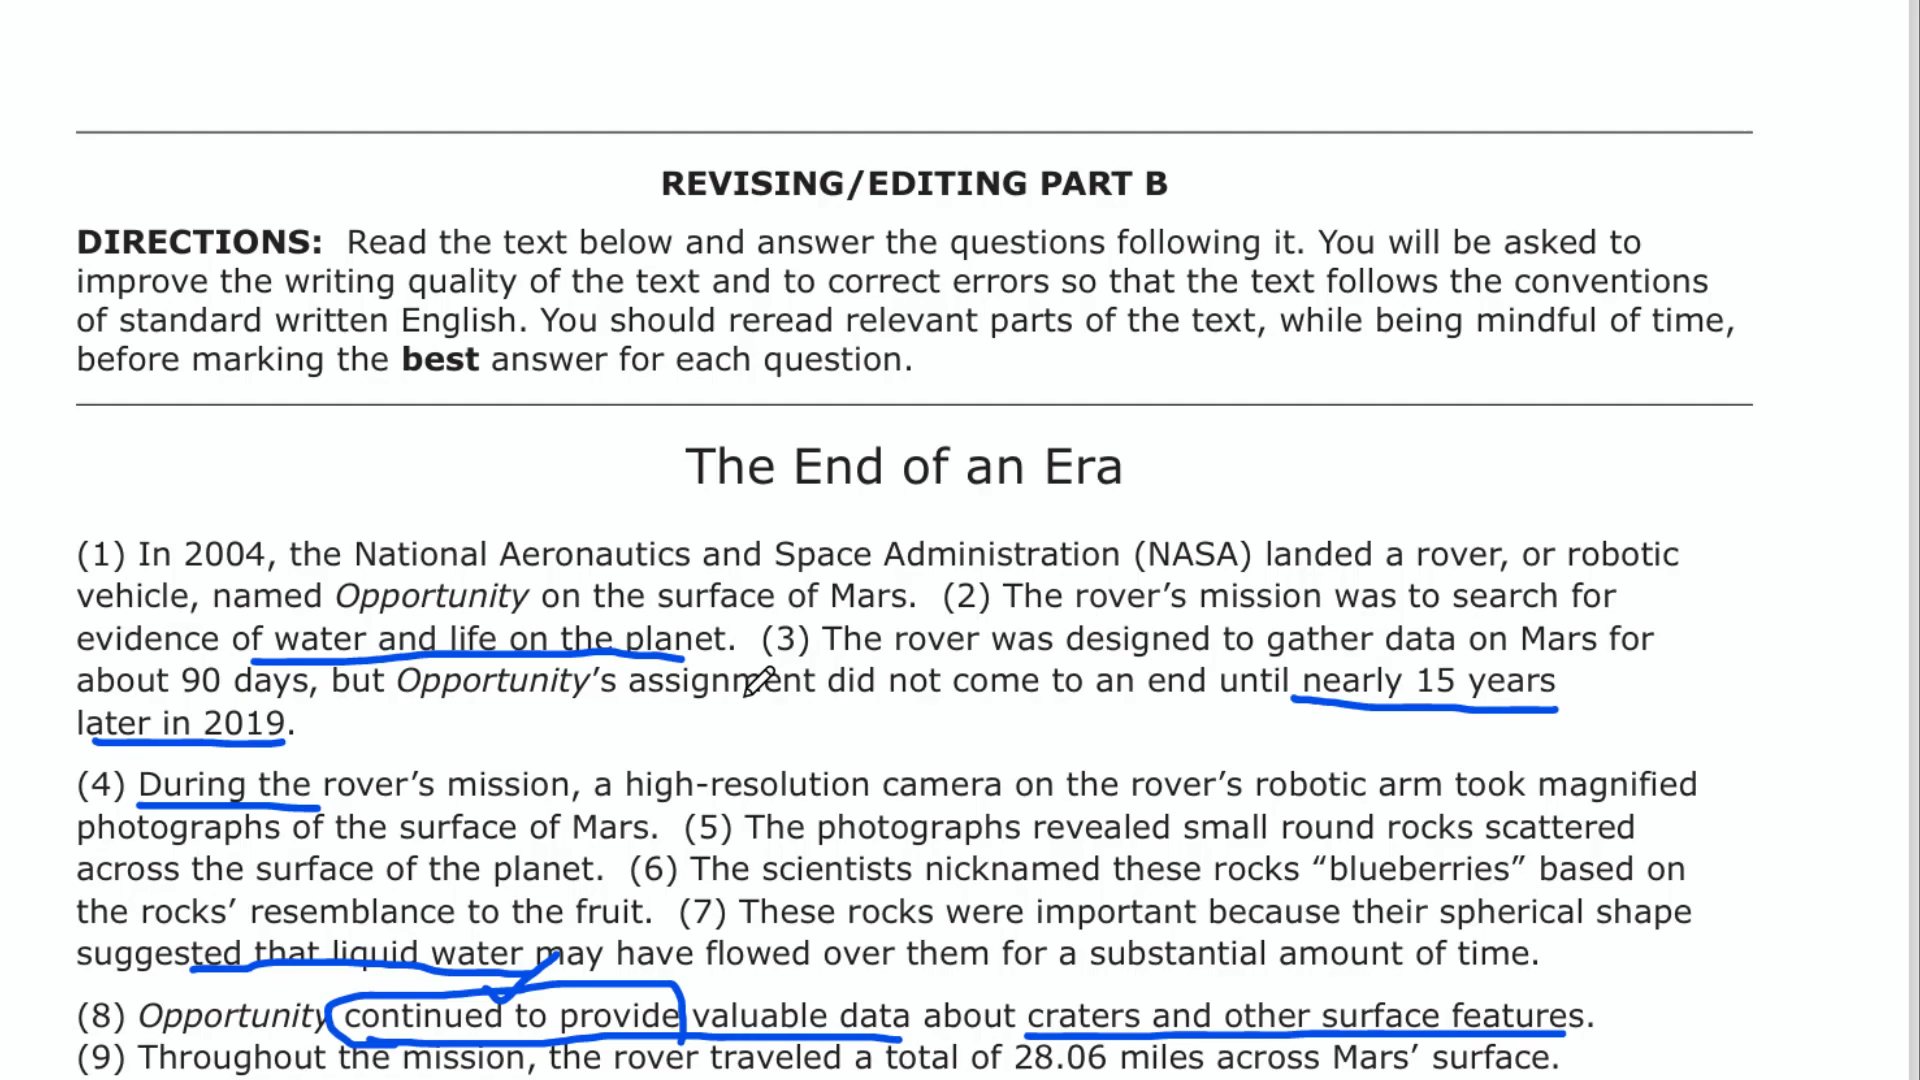 REVISING/EDITING PART B
DIRECTIONS: Read the text below and answer the questions following it. You will be asked to
improve the writing quality of the text and to correct errors so that the text follows the conventions
of standard written English. You should reread relevant parts of the text, while being mindful of time,
before marking the best answer for each question.
The End of an Era
(1) In 2004, the National Aeronautics and Space Administration (NASA) landed a rover, or robotic
vehicle, named Opportunity on the surface of Mars. (2) The rover’s mission was to search for
evidence of water and life on the planet. (3) The rover was designed to gather data on Mars for
about 90 days, but Opportunity’s assignment did not come to an end until nearly 15 years
later in 2019.
(4) During the rover’s mission, a high-resolution camera on the rover’s robotic arm took magnified
photographs of the surface of Mars. (5) The photographs revealed small round rocks scattered
across the surface of the planet. (6) The scientists nicknamed these rocks “blueberries” based on
the rocks’ resemblance to the fruit. (7) These rocks were important because their spherical shape
suggested that liquid water may have flowed over them for a substantial amount of time.
(8) Opportunity continued to provide valuable data about craters and other surface features.
(9) Throughout the mission, the rover traveled a total of 28.06 miles across Mars’ surface.